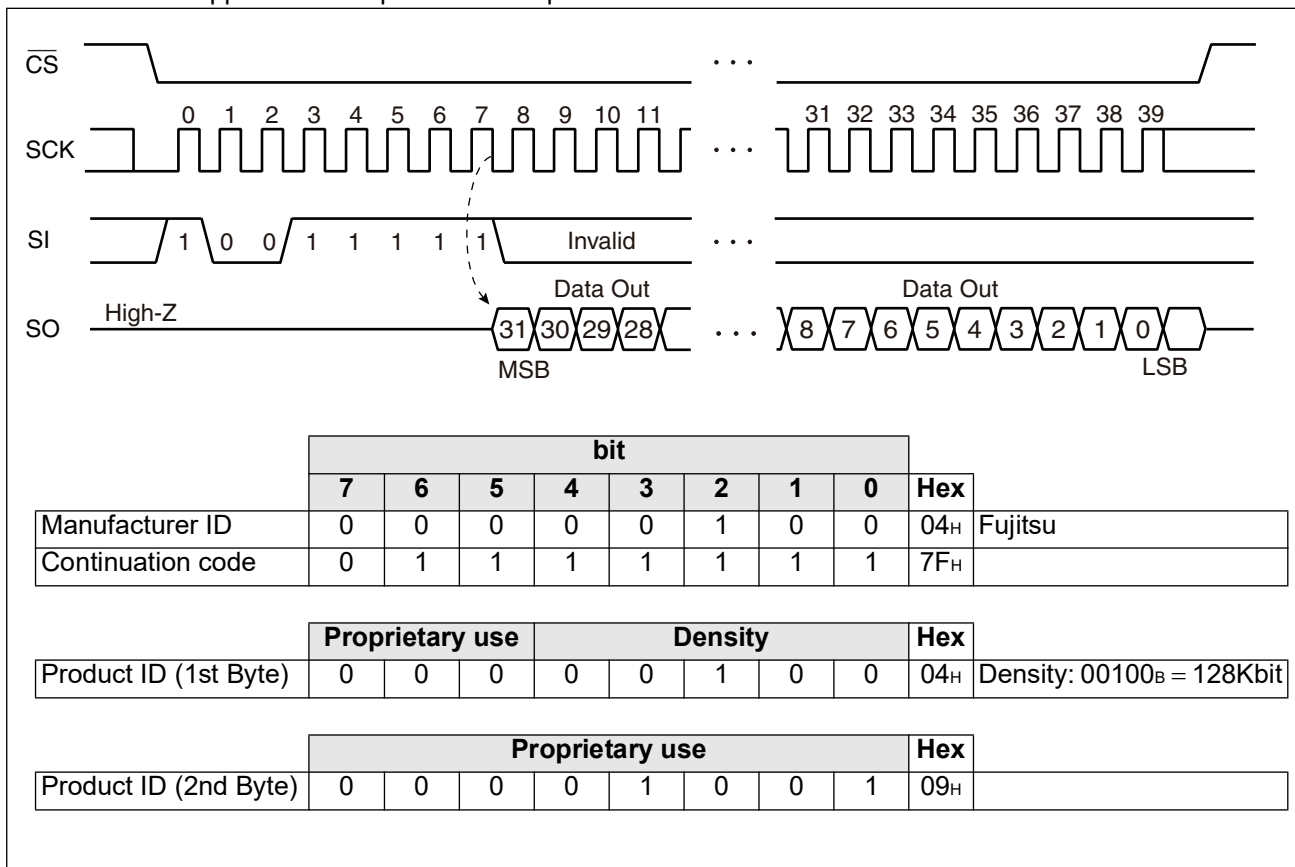 CS
0 1 2 3 4 5 6 7 8 9 10 11 31 32 33 34 35 36 37 38 39
SCK
SI 1 0 0 1 1 1 1 1 Invalid
Data Out Data Out
High-Z
SO 31 30 29 28 8 7 6 5 4 3 2 1 0
MSB LSB
bit
7 6 5 4 3 2 1 0 Hex
Manufacturer ID 0 0 0 0 0 1 0 0 04H Fujitsu
Continuation code 0 1 1 1 1 1 1 1 7FH
Proprietary use Density Hex
Product ID (1st Byte) 0 0 0 0 0 1 0 0 04H Density: 00100B = 128Kbit
Proprietary use Hex
Product ID (2nd Byte) 0 0 0 0 1 0 0 1 09H